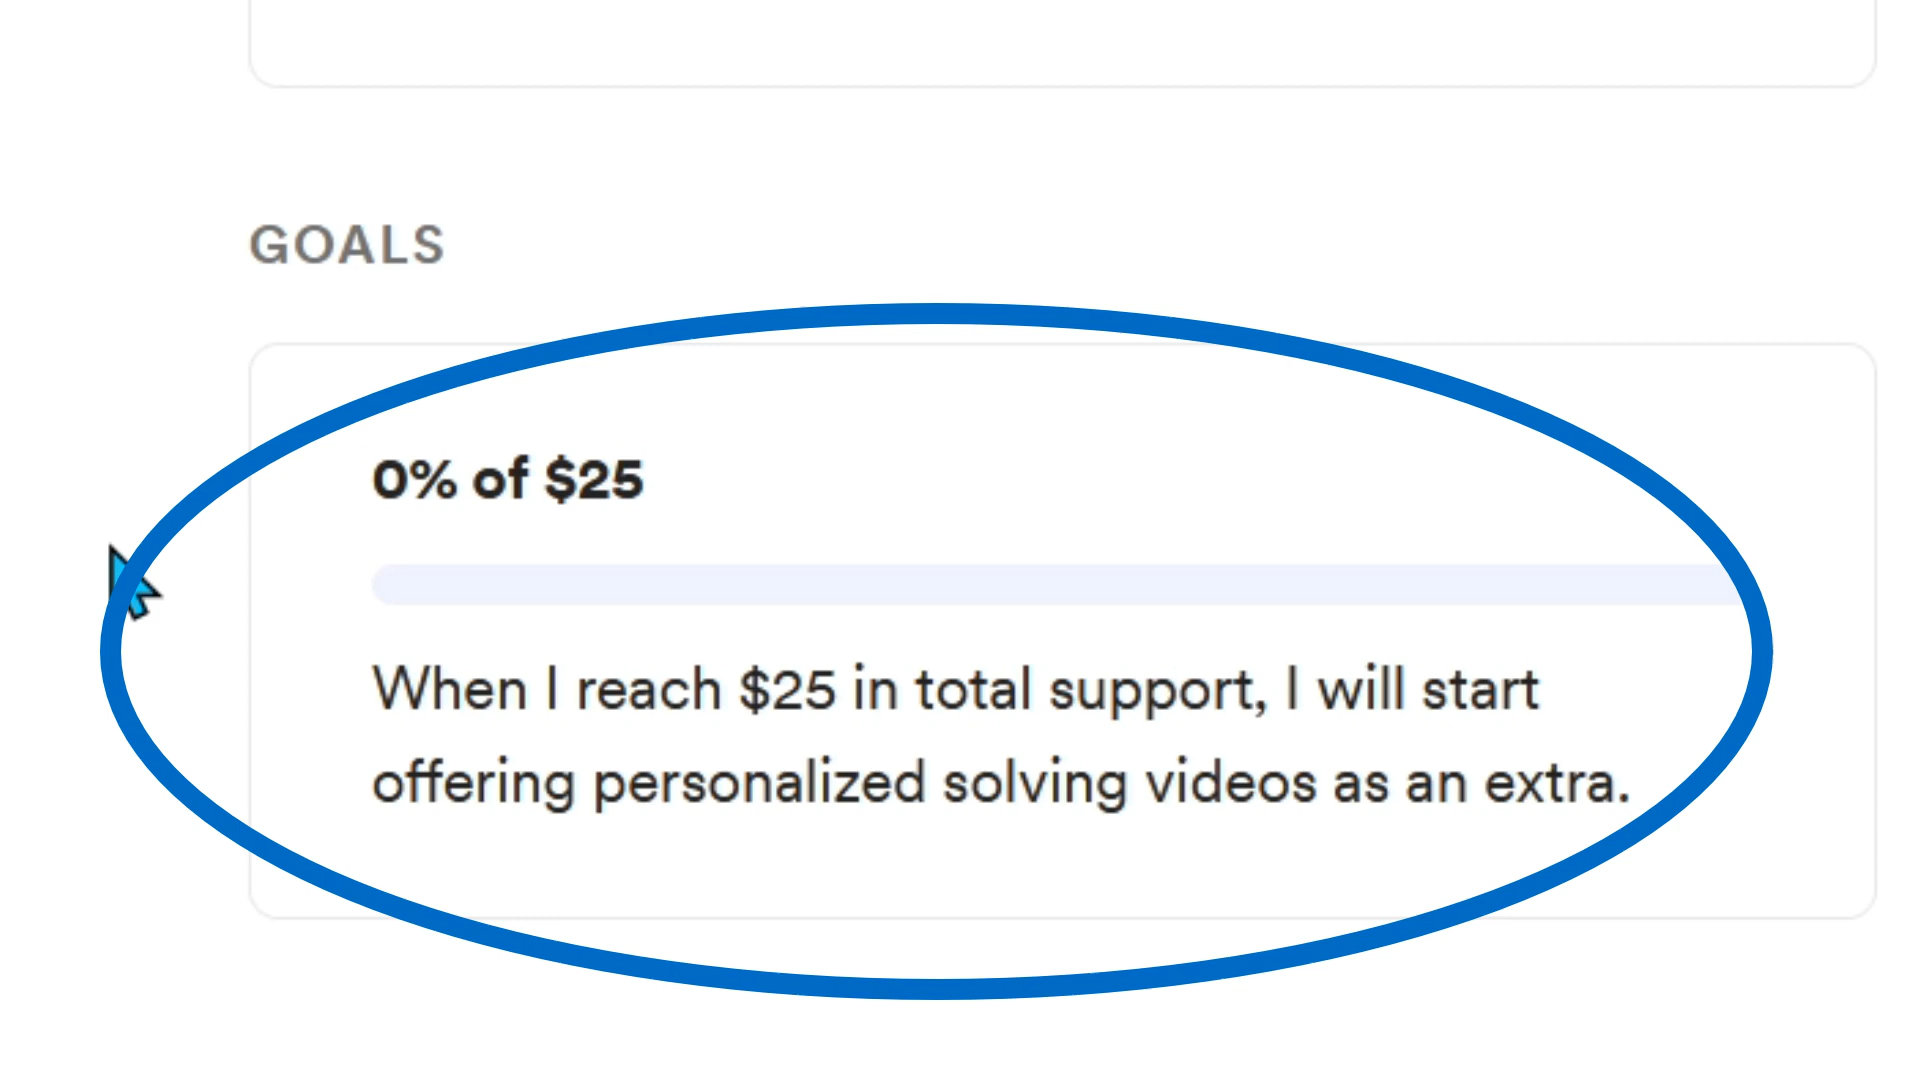 GOALS
0% of $25
When I reach $25 in total support, I will start
offering personalized solving videos as an extra.